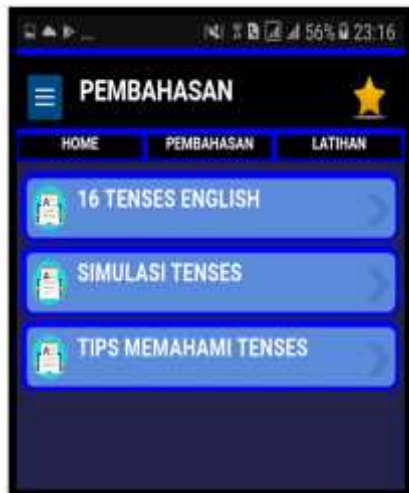 56% 23:16
PEMBAHASAN
HOME PEMBAHASAN LATIHAN
16 TENSES ENGLISH
SIMULASI TENSES
TIPS MEMAHAMI TENSES